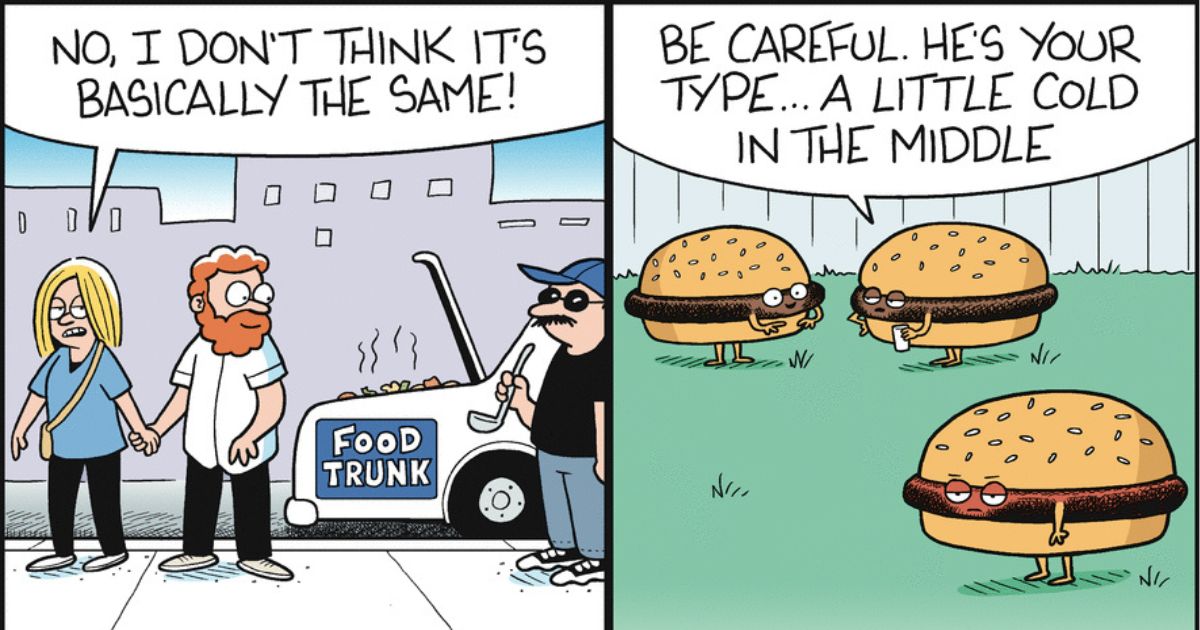 NO, I DON'T THINK IT'S
BASICALLY THE SAME!
FOOD
TRUNK
BE CAREFUL. HE'S YOUR
TYPE... A LITTLE COLD
IN THE MIDDLE